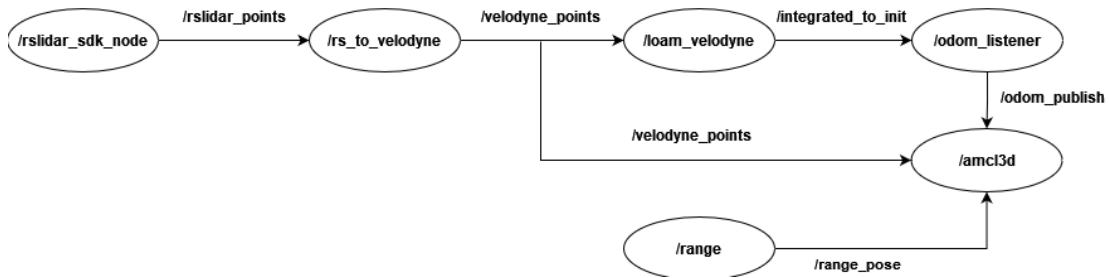 /rslidar_points
/velodyne_points
/integrated_to_init
/rslidar_sdk_node
/rs_to_velodyne
/loam_velodyne
/odom_listener
/odom_publish
/velodyne_points
/amcl3d
/range
/range_pose